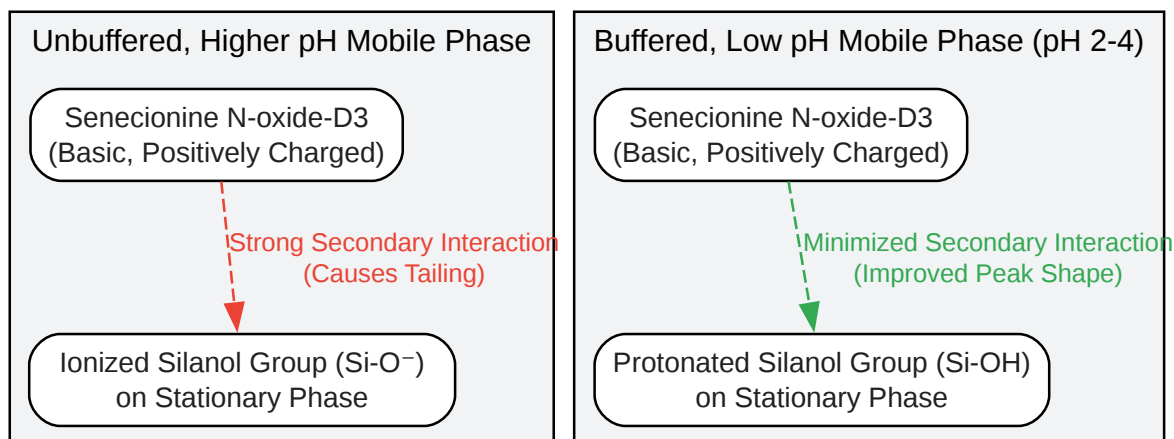 Unbuffered, Higher pH Mobile Phase
Senecionine N-oxide-D3
(Basic, Positively Charged)
Strong Secondary Interaction
(Causes Tailing)
Ionized Silanol Group (Si-O⁻)
on Stationary Phase
Buffered, Low pH Mobile Phase (pH 2-4)
Senecionine N-oxide-D3
(Basic, Positively Charged)
Minimized Secondary Interaction
(Improved Peak Shape)
Protonated Silanol Group (Si-OH)
on Stationary Phase